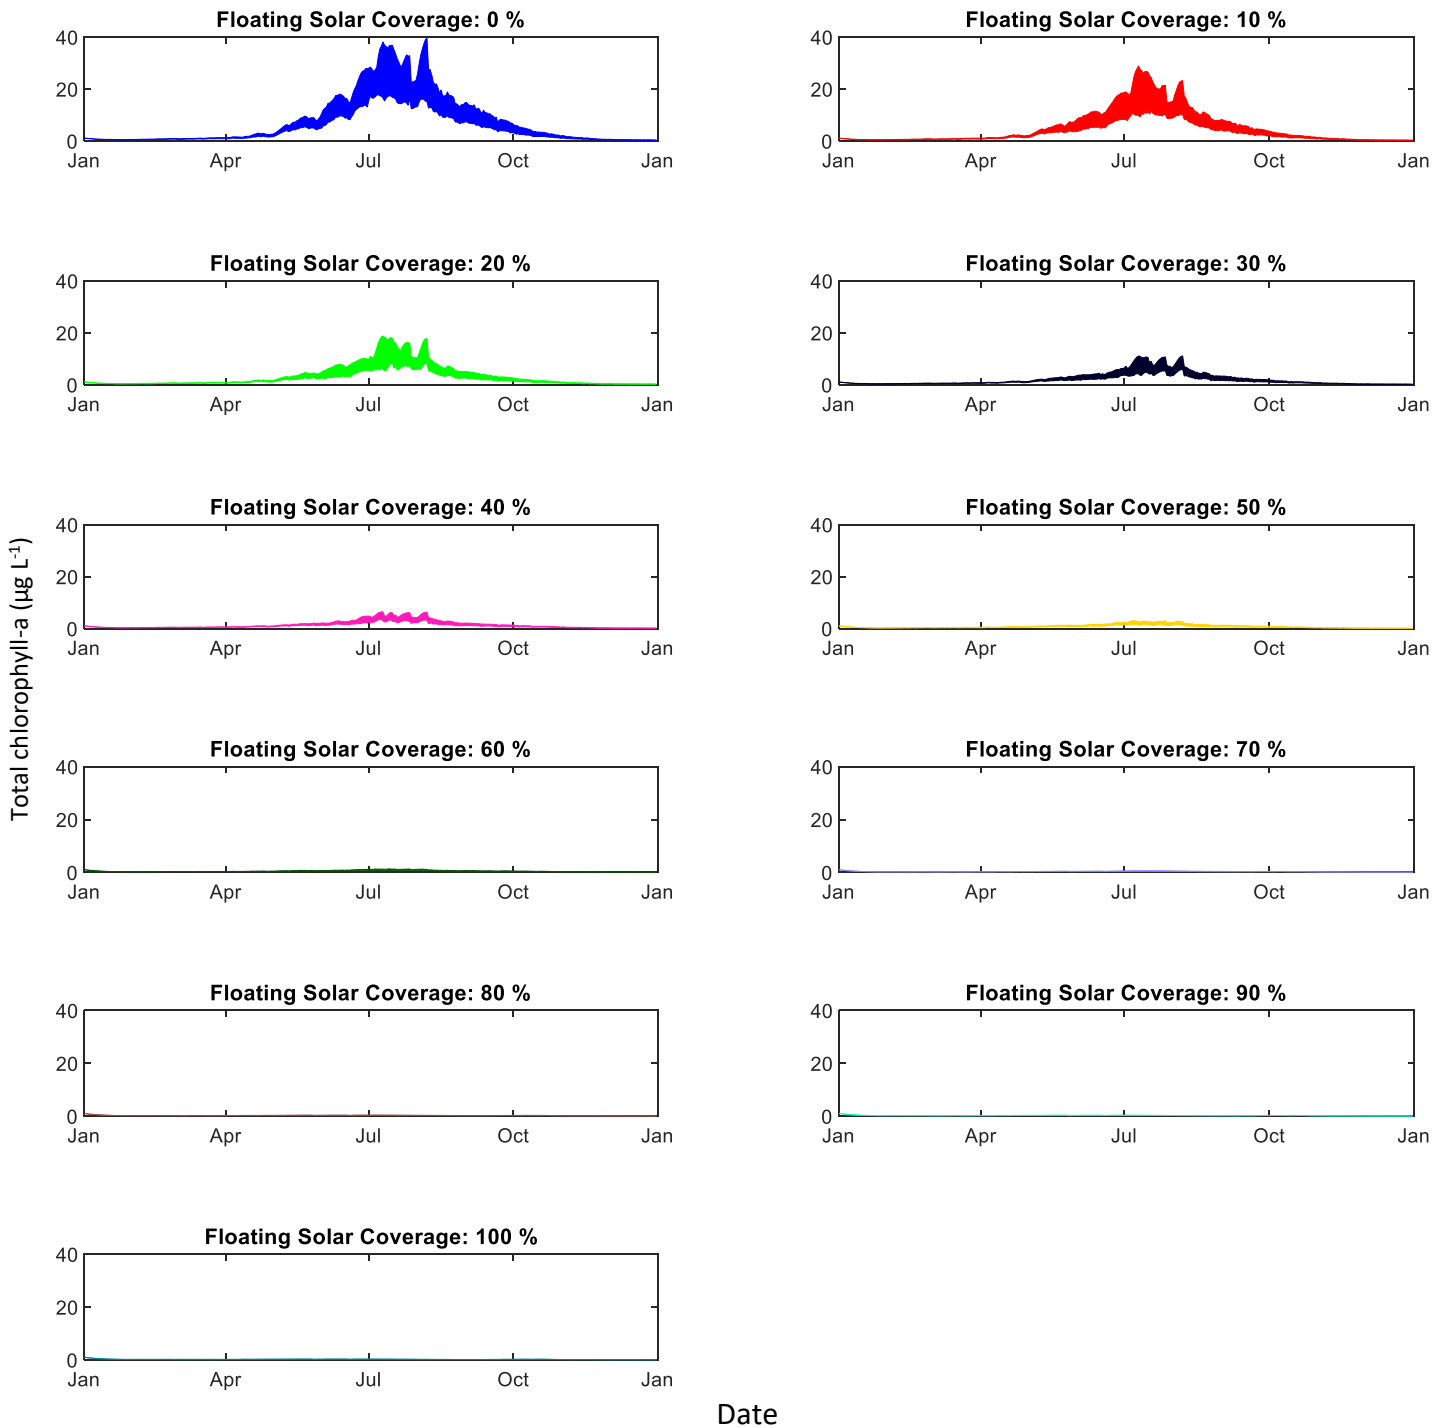 Floating Solar Coverage: 0 %
40
20
0
Jan Apr Jul Oct Jan
Floating Solar Coverage: 10 %
40
20
0
Jan Apr Jul Oct Jan
Floating Solar Coverage: 20 %
40
20
0
Jan Apr Jul Oct Jan
Floating Solar Coverage: 30 %
40
20
0
Jan Apr Jul Oct Jan
Floating Solar Coverage: 40 %
40
20
0
Jan Apr Jul Oct Jan
Floating Solar Coverage: 50 %
40
20
0
Jan Apr Jul Oct Jan
Floating Solar Coverage: 60 %
40
20
0
Jan Apr Jul Oct Jan
Floating Solar Coverage: 70 %
40
20
0
Jan Apr Jul Oct Jan
Floating Solar Coverage: 80 %
40
20
0
Jan Apr Jul Oct Jan
Floating Solar Coverage: 90 %
40
20
0
Jan Apr Jul Oct Jan
Floating Solar Coverage: 100 %
40
20
0
Jan Apr Jul Oct Jan
Total chlorophyll-a (µg L⁻¹)
Date